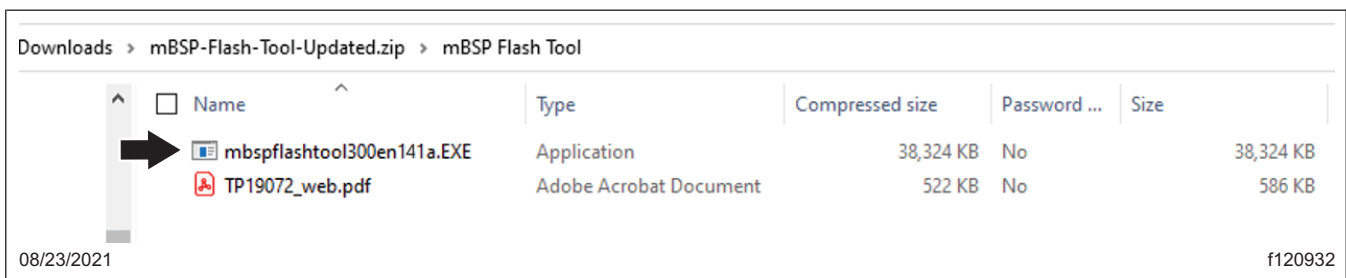 Downloads > mBSP-Flash-Tool-Updated.zip > mBSP Flash Tool
Name Type Compressed size Password ... Size
mbspflashtool300en141a.EXE Application 38,324 KB No 38,324 KB
TP19072_web.pdf Adobe Acrobat Document 522 KB No 586 KB
08/23/2021 f120932